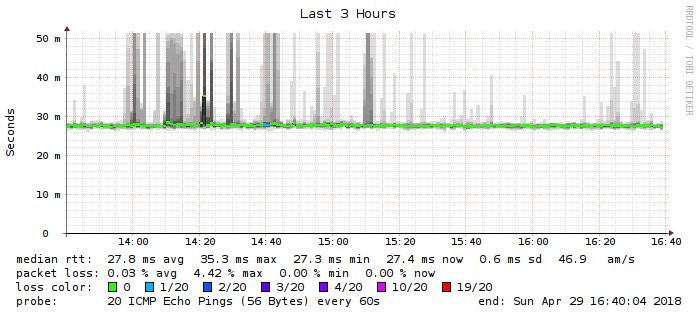 Last 3 Hours
RRDTOOL / TOBI OETIKER
Seconds
50 m
40 m
30 m
20 m
10 m
0
14:00 14:20 14:40 15:00 15:20 15:40 16:00 16:20 16:40
median rtt: 27.8 ms avg 35.3 ms max 27.3 ms min 27.4 ms now 0.6 ms sd 46.9 am/s
packet loss: 0.03 % avg 4.42 % max 0.00 % min 0.00 % now
loss color: 0 1/20 2/20 3/20 4/20 10/20 19/20
probe: 20 ICMP Echo Pings (56 Bytes) every 60s end: Sun Apr 29 16:40:04 2018